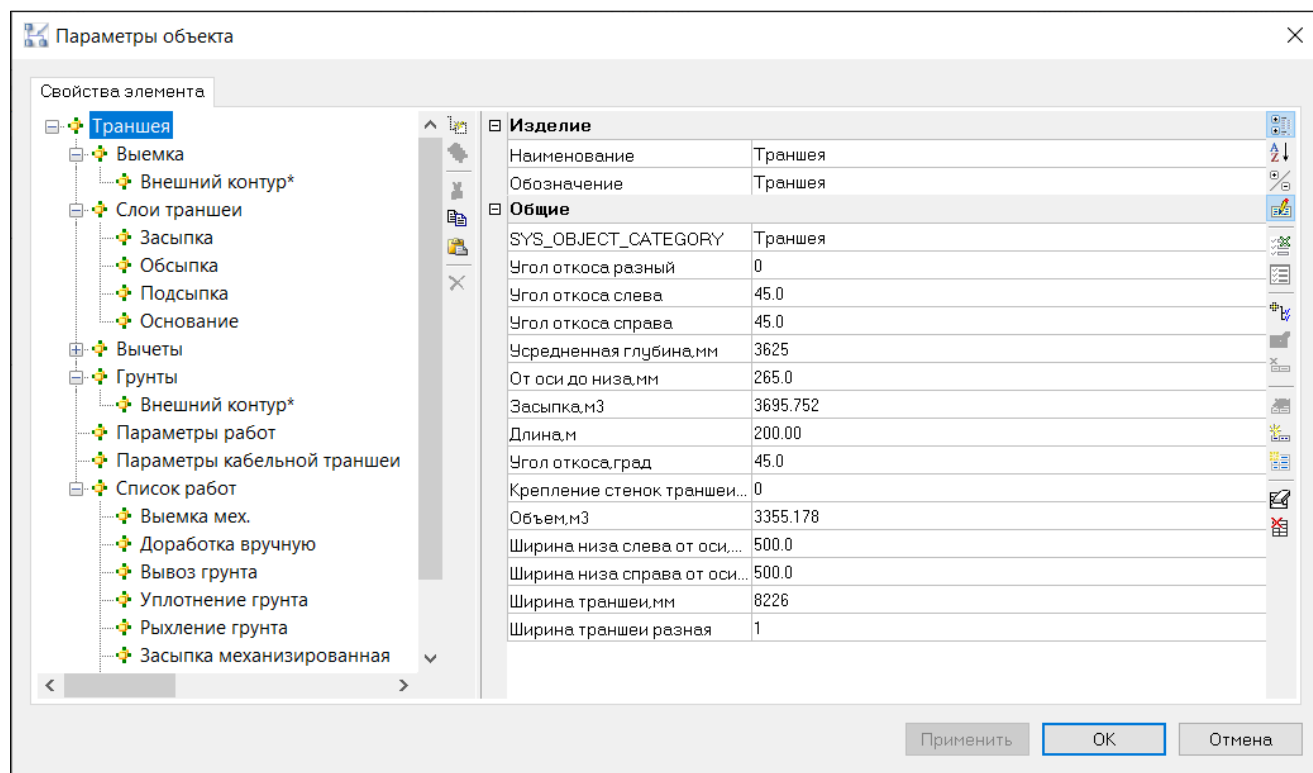 Параметры объекта
Свойства элемента
Траншея
Выемка
Внешний контур*
Слои траншеи
Засыпка
Обсыпка
Подсыпка
Основание
Вычеты
Грунты
Внешний контур*
Параметры работ
Параметры кабельной траншеи
Список работ
Выемка мех.
Доработка вручную
Вывоз грунта
Уплотнение грунта
Рыхление грунта
Засыпка механизированная
Изделие
Наименование Траншея
Обозначение Траншея
Общие
SYS_OBJECT_CATEGORY Траншея
Угол откоса разный 0
Угол откоса слева 45.0
Угол откоса справа 45.0
Усредненная глубина,мм 3625
От оси до низа,мм 265.0
Засыпка,м3 3695.752
Длина,м 200.00
Угол откоса,град 45.0
Крепление стенок траншеи... 0
Объем,м3 3355.178
Ширина низа слева от оси,... 500.0
Ширина низа справа от оси... 500.0
Ширина траншеи,мм 8226
Ширина траншеи разная 1
Применить OK Отмена